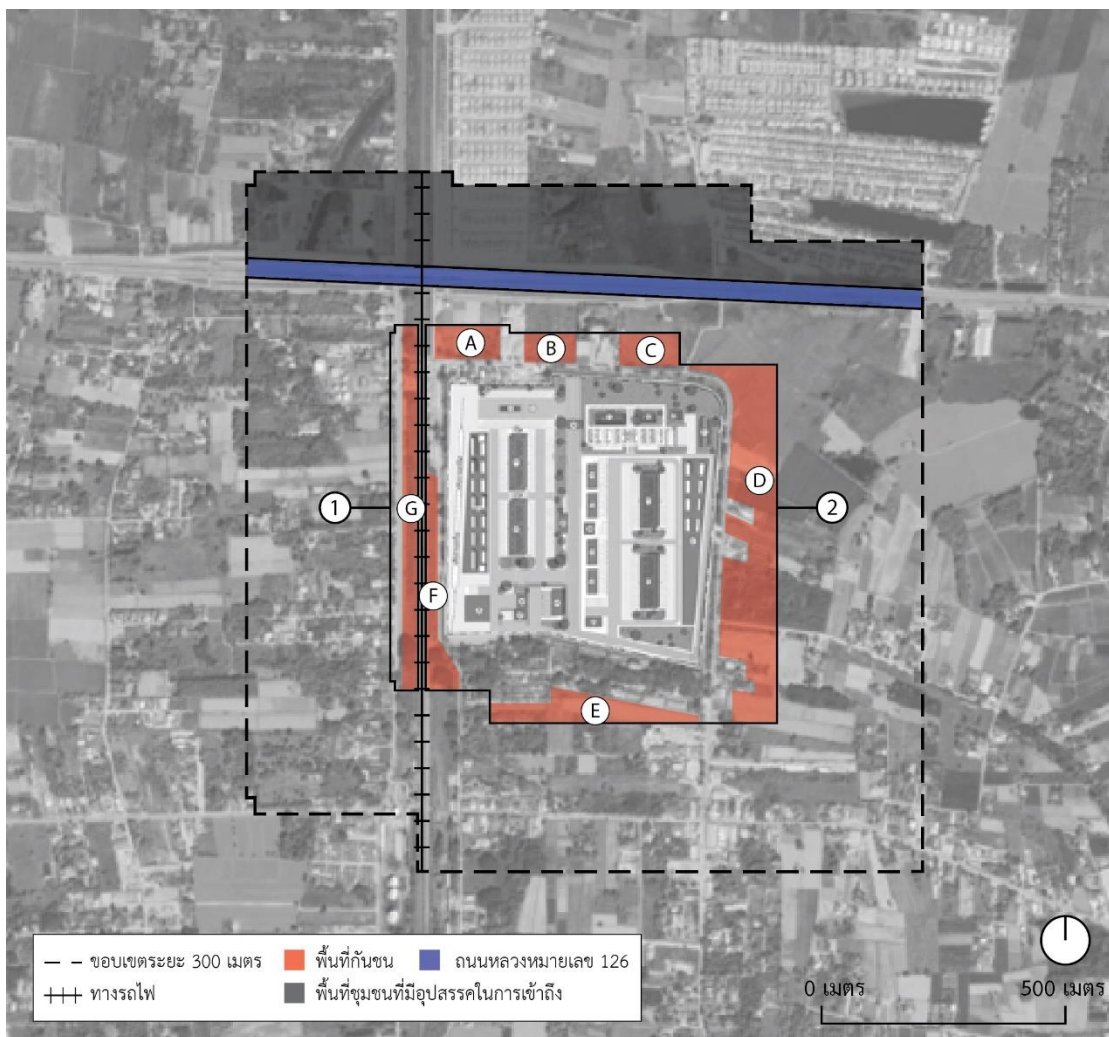 A
B
C
D
1
G
2
F
E
ขอบเขตระยะ 300 เมตร
พื้นที่กันชน
ถนนหลวงหมายเลข 126
ทางรถไฟ
พื้นที่ชุมชนที่มีอุปสรรคในการเข้าถึง
0 เมตร
500 เมตร